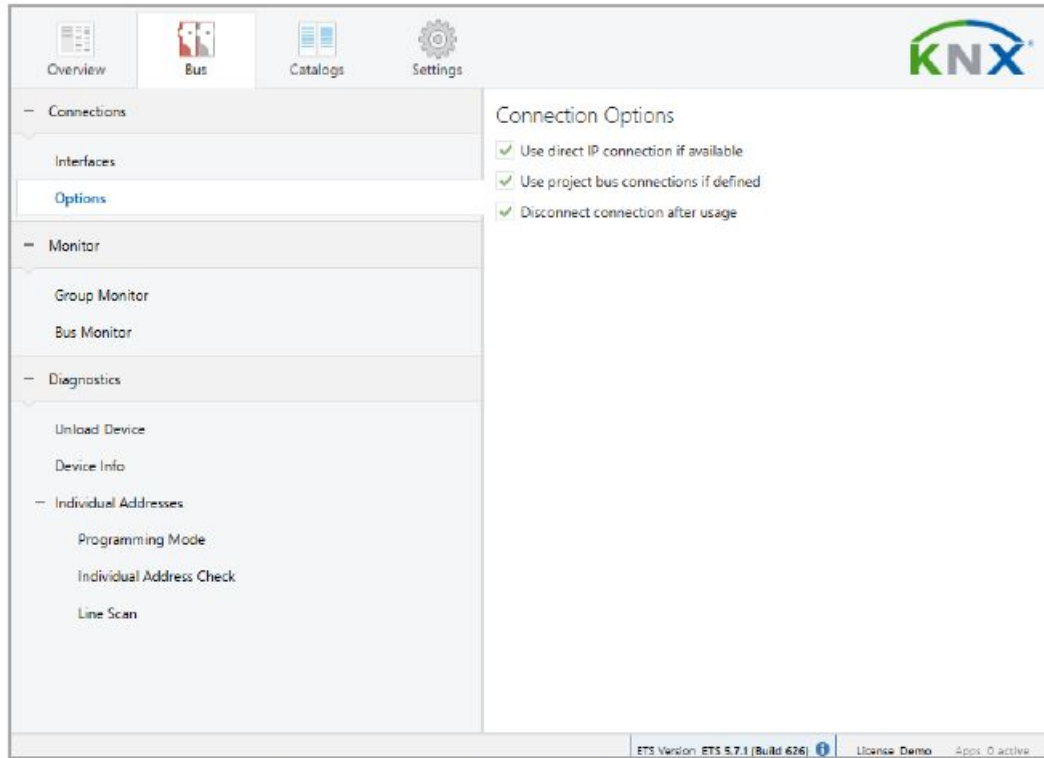 Overview
Bus
Catalogs
Settings
KNX
Connections
Interfaces
Options
Monitor
Group Monitor
Bus Monitor
Diagnostics
Unload Device
Device Info
Individual Addresses
Programming Mode
Individual Address Check
Line Scan
Connection Options
Use direct IP connection if available
Use project bus connections if defined
Disconnect connection after usage
ETS Version ETS 5.7.1 (Build 626) License Demo Apps 0 active